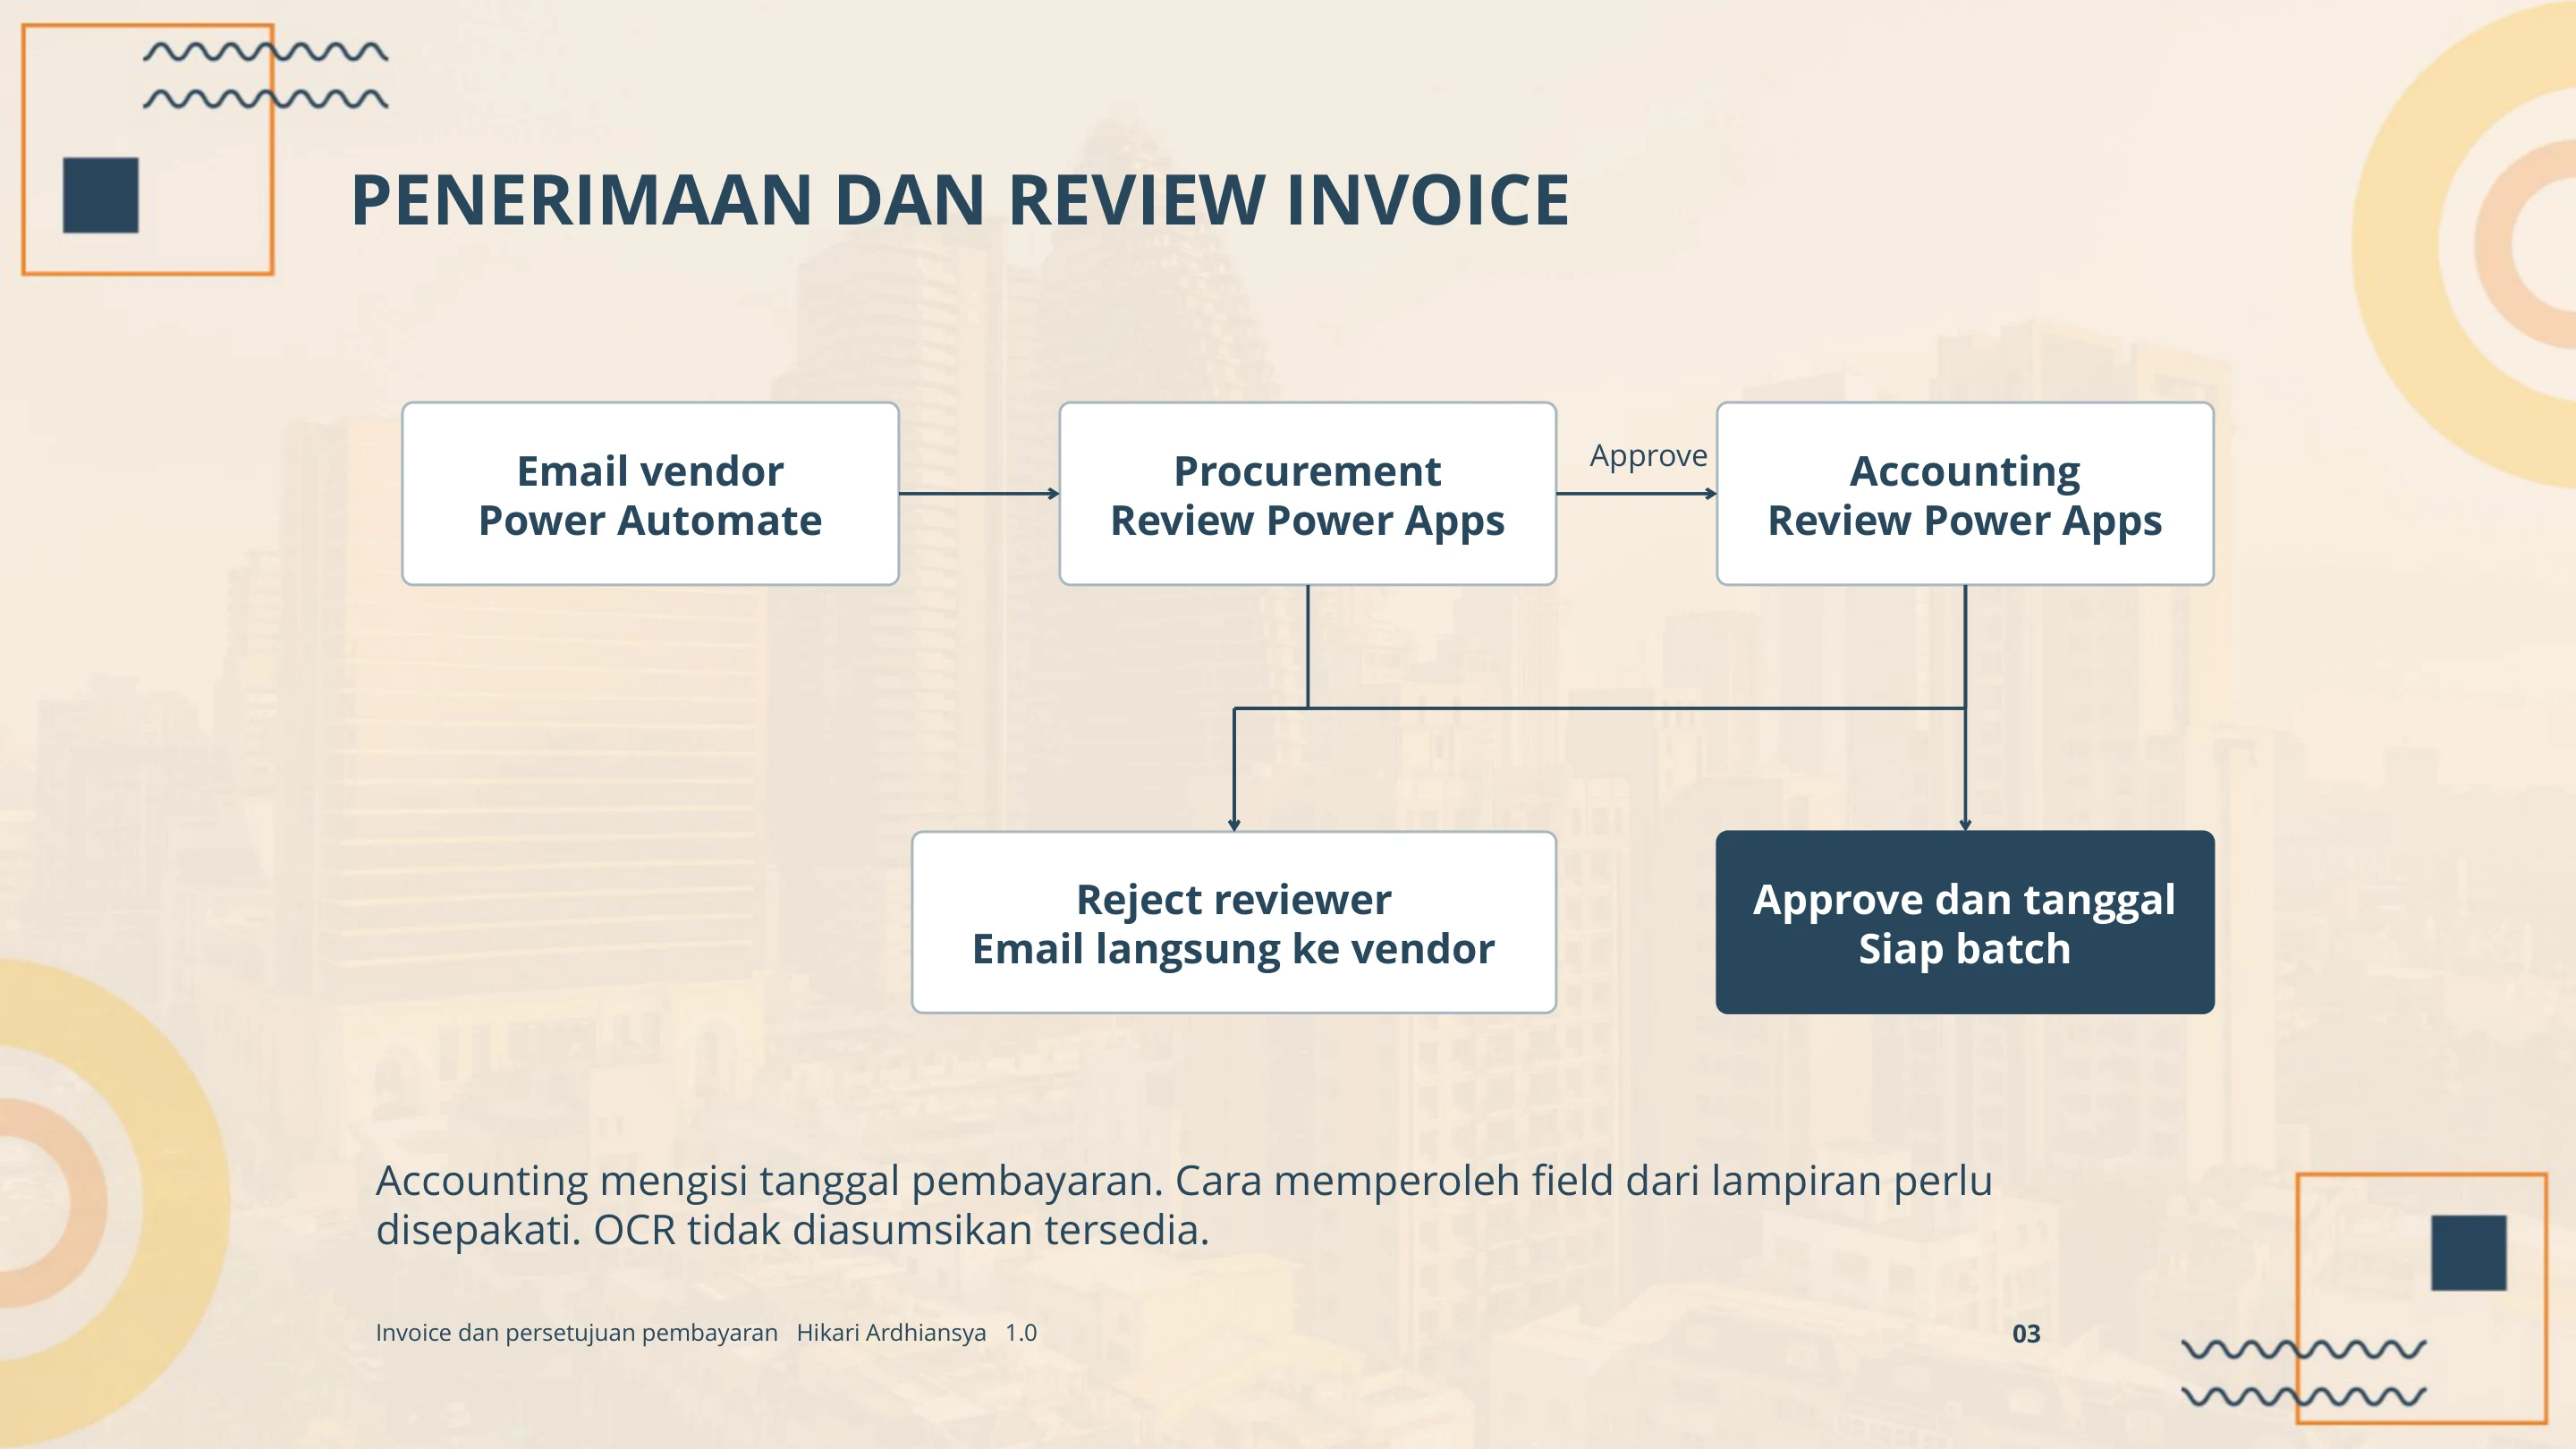 PENERIMAAN DAN REVIEW INVOICE
Email vendor
Power Automate
Procurement
Review Power Apps
Approve
Accounting
Review Power Apps
Reject reviewer
Email langsung ke vendor
Approve dan tanggal
Siap batch
Accounting mengisi tanggal pembayaran. Cara memperoleh field dari lampiran perlu
disepakati. OCR tidak diasumsikan tersedia.
Invoice dan persetujuan pembayaran   Hikari Ardhiansya   1.0
03